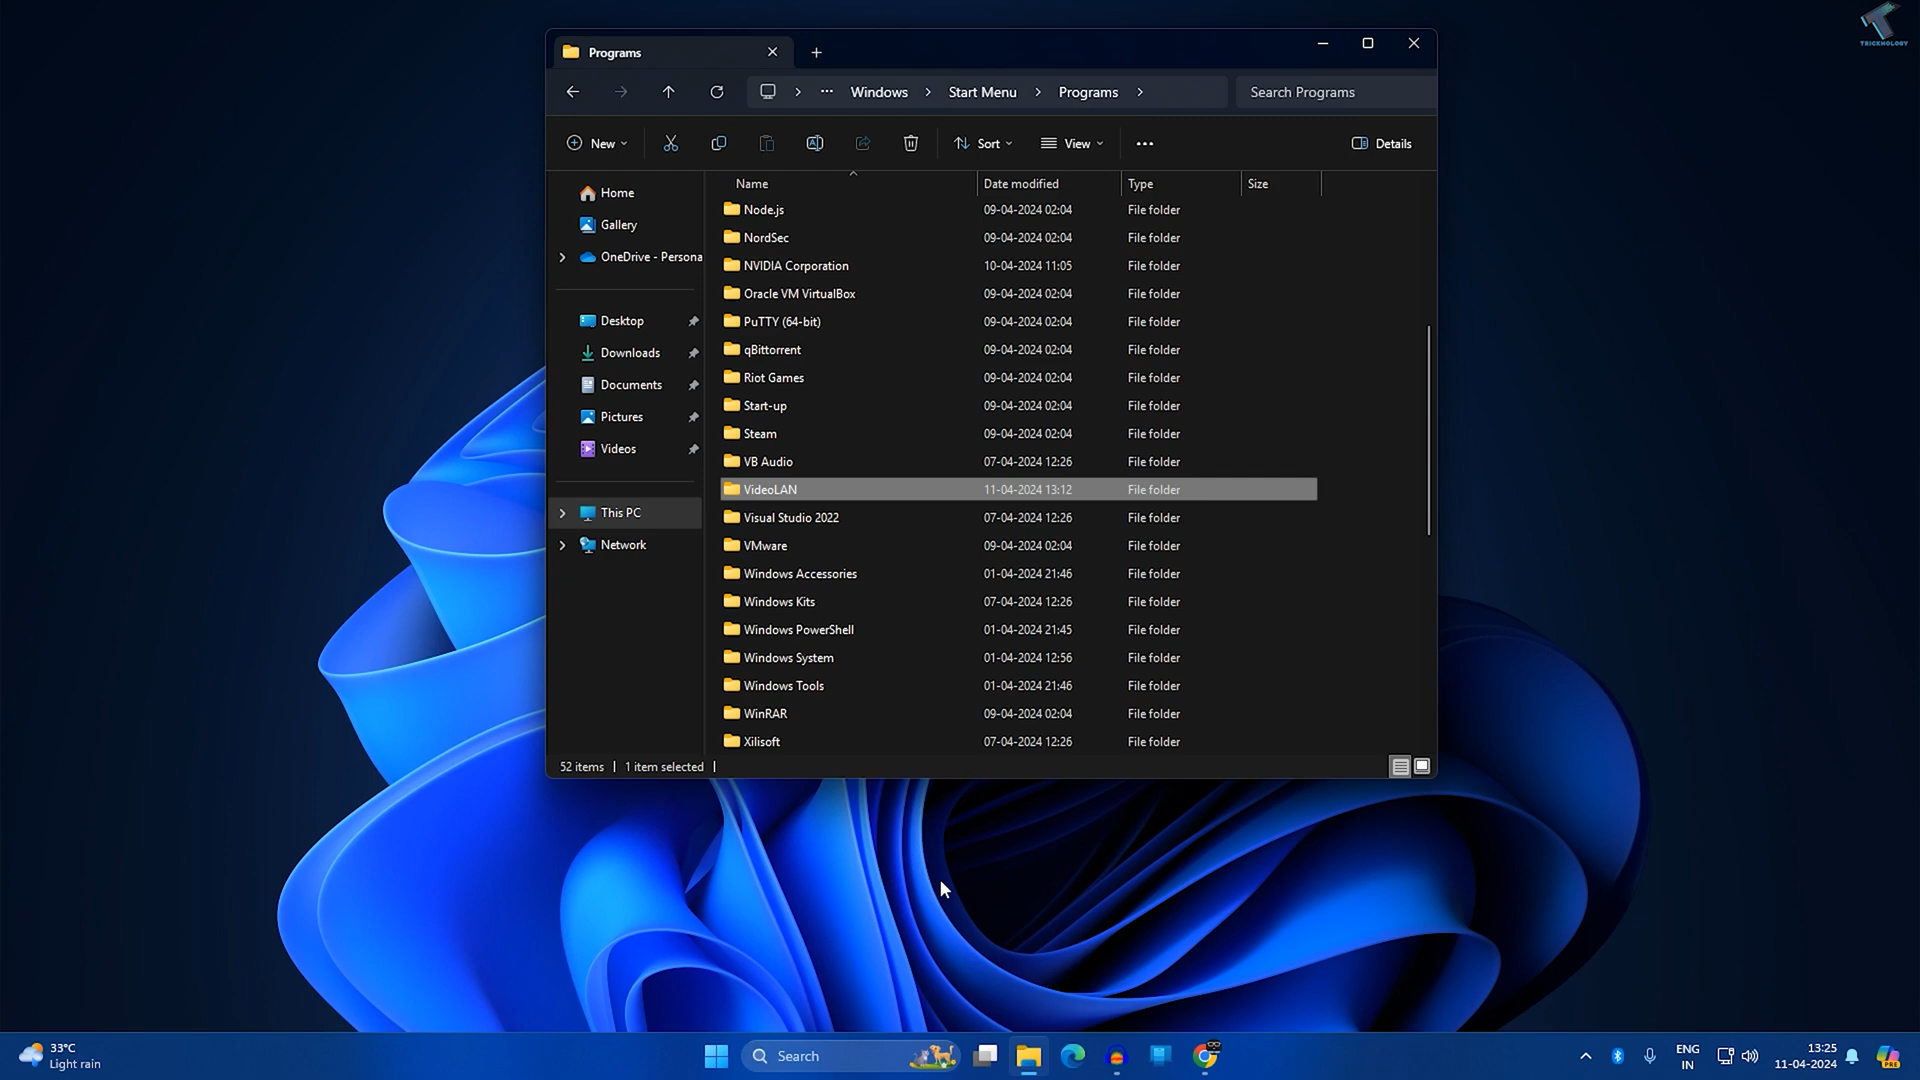 TRICKNOLOGY
Programs
Windows
Start Menu
Programs
Search Programs
New
Sort
View
Details
Name
Date modified
Type
Size
Home
Gallery
OneDrive - Persona
Desktop
Downloads
Documents
Pictures
Videos
This PC
Network
Node.js 09-04-2024 02:04 File folder
NordSec 09-04-2024 02:04 File folder
NVIDIA Corporation 10-04-2024 11:05 File folder
Oracle VM VirtualBox 09-04-2024 02:04 File folder
PuTTY (64-bit) 09-04-2024 02:04 File folder
qBittorrent 09-04-2024 02:04 File folder
Riot Games 09-04-2024 02:04 File folder
Start-up 09-04-2024 02:04 File folder
Steam 09-04-2024 02:04 File folder
VB Audio 07-04-2024 12:26 File folder
VideoLAN 11-04-2024 13:12 File folder
Visual Studio 2022 07-04-2024 12:26 File folder
VMware 09-04-2024 02:04 File folder
Windows Accessories 01-04-2024 21:46 File folder
Windows Kits 07-04-2024 12:26 File folder
Windows PowerShell 01-04-2024 21:45 File folder
Windows System 01-04-2024 12:56 File folder
Windows Tools 01-04-2024 21:46 File folder
WinRAR 09-04-2024 02:04 File folder
Xilisoft 07-04-2024 12:26 File folder
52 items
1 item selected
33°C
Light rain
Search
ENG
IN
13:25
11-04-2024
PRE